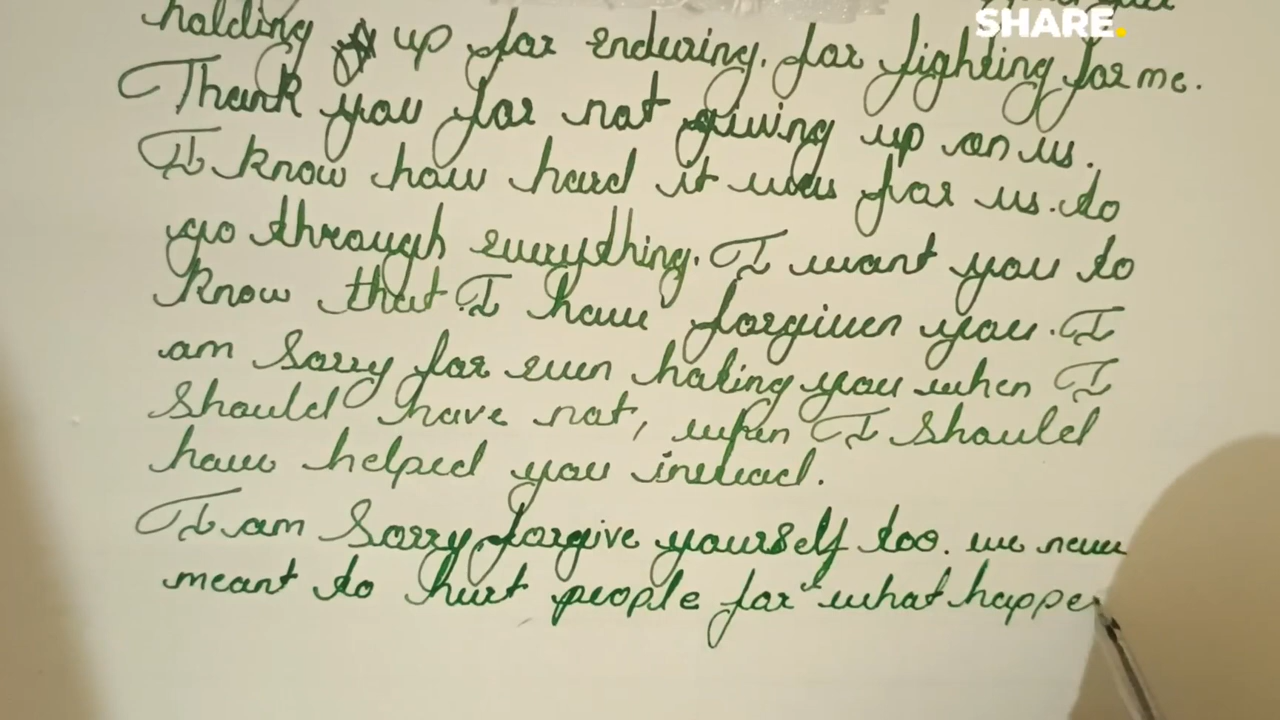 SHARE.
holding up for enduring. for fighting for me.
Thank you for not giving up on us.
I know how hard it was for us. to
go through everything. I want you to
know that I have forgiven you. I
am sorry for even hating you when I
should have not, when I should
have helped you instead.
I am sorry, forgive yourself too. we never
meant to hurt people for what happe